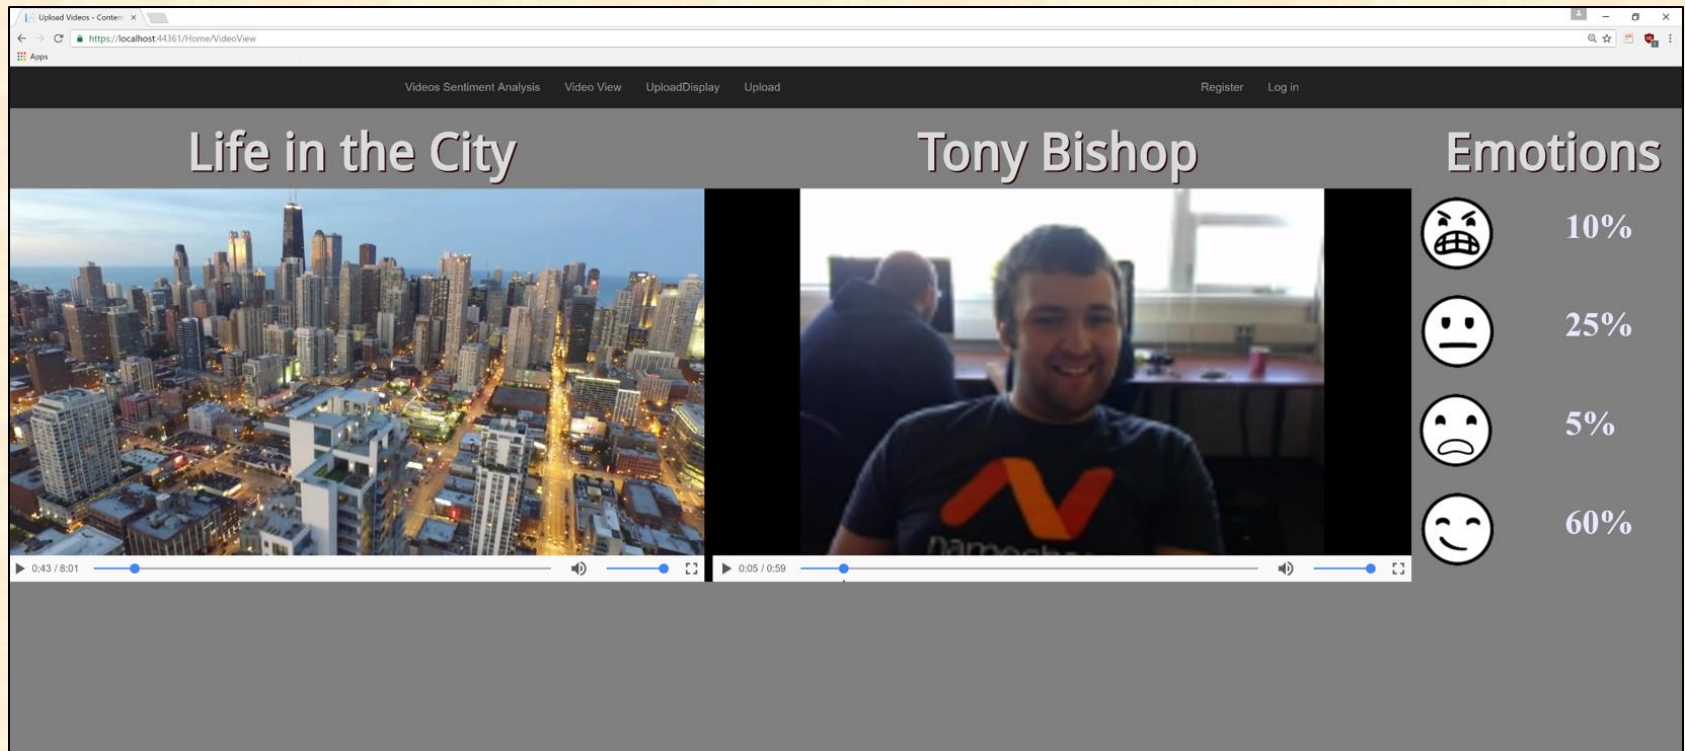 Upload Videos - Content
https://localhost:44361/Home/VideoView
Apps
Videos Sentiment Analysis Video View UploadDisplay Upload Register Log in
Life in the City Tony Bishop Emotions
10%
25%
5%
60%
0:43 / 8:01 0:05 / 0:59